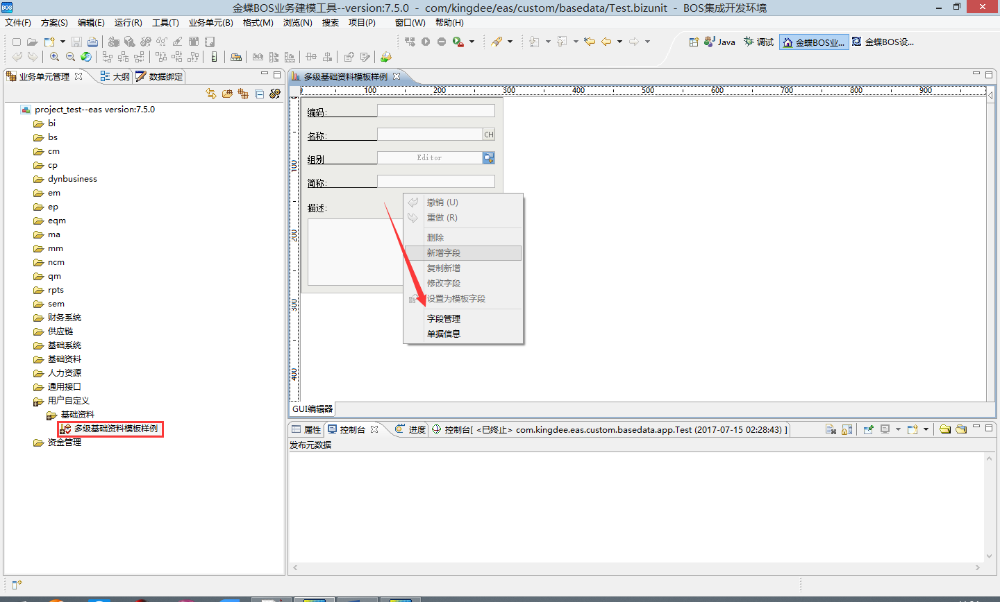 BOS
金蝶BOS业务建模工具--version:7.5.0 - com/kingdee/eas/custom/basedata/Test.bizunit - BOS集成开发环境
文件(F) 方案(S) 编辑(E) 运行(R) 工具(T) 业务单元(B) 格式(M) 浏览(N) 搜索 项目(P) 窗口(W) 帮助(H)
Java 调试 金蝶BOS业... 金蝶BOS设...
业务单元管理 大纲 数据绑定
project_test--eas version:7.5.0
bi
bs
cm
cp
dynbusiness
em
ep
eqm
ma
mm
ncm
qm
rpts
sem
财务系统
供应链
基础系统
基础资料
人力资源
通用接口
用户自定义
基础资料
多级基础资料模板样例
资金管理
多级基础资料模板样例
0 100 200 300 400 500 600 700 800 900
0
100
200
300
400
编码:
名称: CH
组别 Editor
简称:
描述:
撤销 (U)
重做 (R)
删除
新增字段
复制新增
修改字段
设置为模板字段
字段管理
单据信息
GUI编辑器
属性 控制台 进度 控制台[ <已终止> com.kingdee.eas.custom.basedata.app.Test (2017-07-15 02:28:43) ]
发布元数据